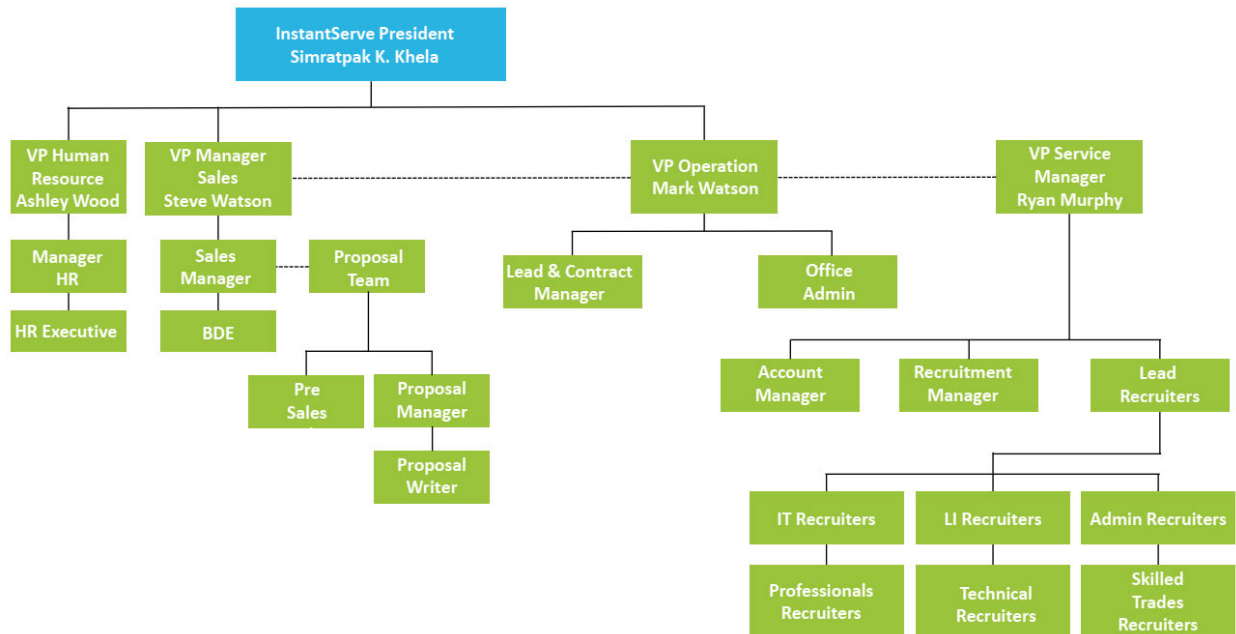 InstantServe President
Simratpak K. Khela
VP Human
Resource
Ashley Wood
VP Manager
Sales
Steve Watson
VP Operation
Mark Watson
VP Service
Manager
Ryan Murphy
Manager
HR
Sales
Manager
Proposal
Team
Lead & Contract
Manager
Office
Admin
HR Executive
BDE
Pre
Sales
Proposal
Manager
Account
Manager
Recruitment
Manager
Lead
Recruiters
Proposal
Writer
IT Recruiters
LI Recruiters
Admin Recruiters
Professionals
Recruiters
Technical
Recruiters
Skilled
Trades
Recruiters